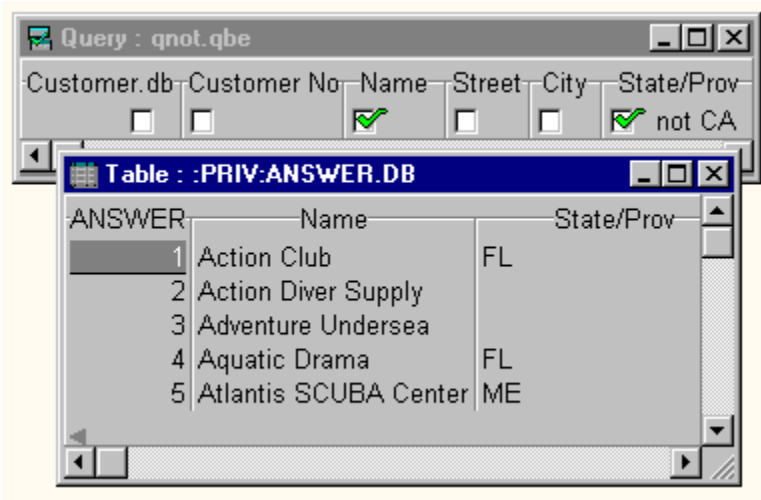 Query : qnot.qbe
Customer.db Customer No Name Street City State/Prov
not CA
Table : :PRIV:ANSWER.DB
ANSWER Name State/Prov
1 Action Club FL
2 Action Diver Supply
3 Adventure Undersea
4 Aquatic Drama FL
5 Atlantis SCUBA Center ME